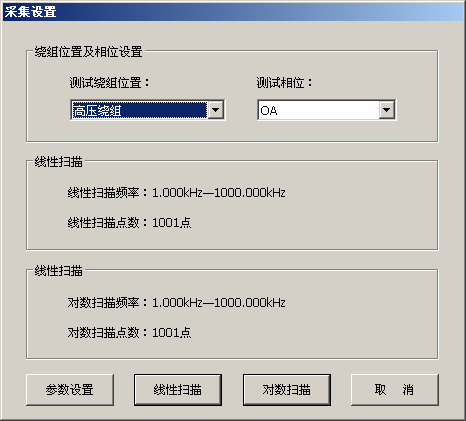 采集设置
绕组位置及相位设置
测试绕组位置：
测试相位：
高压绕组
OA
线性扫描
线性扫描频率：1.000kHz—1000.000kHz
线性扫描点数：1001点
线性扫描
对数扫描频率：1.000kHz—1000.000kHz
对数扫描点数：1001点
参数设置
线性扫描
对数扫描
取 消